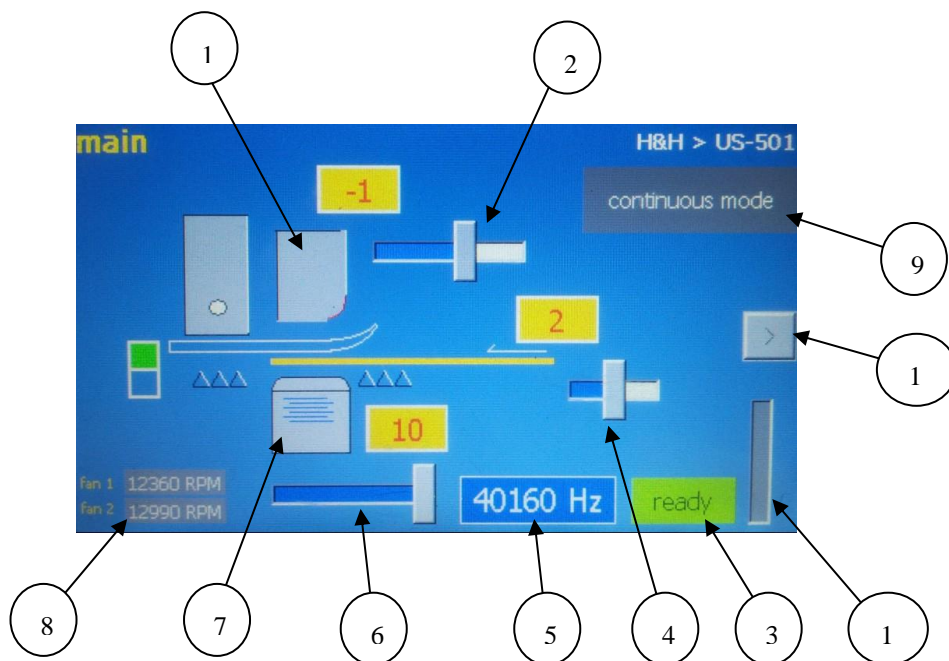 1
2
main
H&H > US-501
-1
continuous mode
9
2
>
1
10
fan 1 12360 RPM
fan 2 12990 RPM
40160 Hz
ready
8
7
6
5
4
3
1